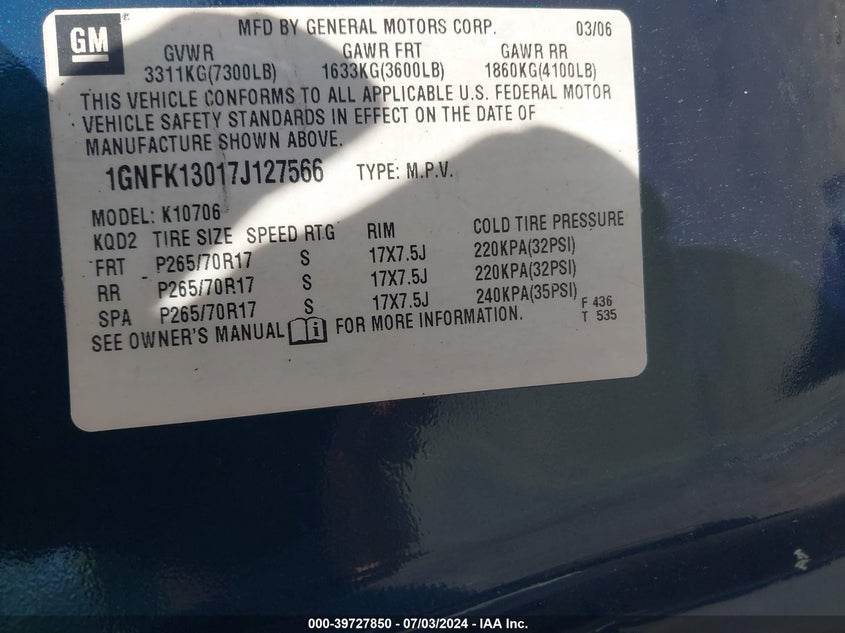 GM
MFD BY GENERAL MOTORS CORP. 03/06
GVWR GAWR FRT GAWR RR
3311KG(7300LB) 1633KG(3600LB) 1860KG(4100LB)
THIS VEHICLE CONFORMS TO ALL APPLICABLE U.S. FEDERAL MOTOR
VEHICLE SAFETY STANDARDS IN EFFECT ON THE DATE OF
MANUFACTURE SHOWN ABOVE.
1GNFK13017J127566 TYPE: M.P.V.
MODEL: K10706
KQD2 TIRE SIZE SPEED RTG RIM COLD TIRE PRESSURE
FRT P265/70R17 S 17X7.5J 220KPA(32PSI)
RR P265/70R17 S 17X7.5J 220KPA(32PSI)
SPA P265/70R17 S 17X7.5J 240KPA(35PSI)
SEE OWNER'S MANUAL i FOR MORE INFORMATION.
F 436
T 535
000-39727850 - 07/03/2024 - IAA Inc.